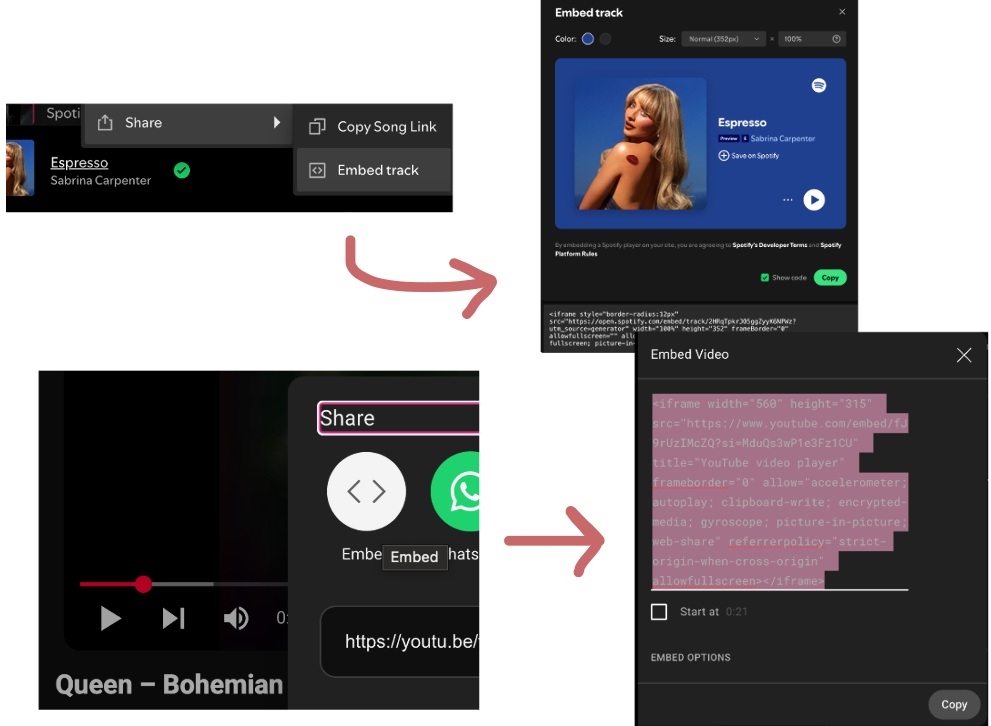 Embed track
Color:
Size:
Normal (352px)
×
100%
Espresso
Preview E Sabrina Carpenter
Save on Spotify
By embedding a Spotify player on your site, you are agreeing to Spotify's Developer Terms and Spotify
Platform Rules
Show code
Copy
<iframe style="border-radius:12px"
src="https://open.spotify.com/embed/track/2HRqTpkrJO5ggZyyK6NPWz?
utm_source=generator" width="100%" height="352" frameBorder="0"
allowfullscreen="" allo
fullscreen; picture-in-
Spoti
Share
Copy Song Link
Embed track
Espresso
Sabrina Carpenter
Share
Embe
Embed
hats
0:
https://youtu.be/
Queen – Bohemian
Embed Video
<iframe width="560" height="315"
src="https://www.youtube.com/embed/fJ
9rUzIMcZQ?si=MduQs3wP1e3Fz1CU"
title="YouTube video player"
frameborder="0" allow="accelerometer;
autoplay; clipboard-write; encrypted-
media; gyroscope; picture-in-picture;
web-share" referrerpolicy="strict-
origin-when-cross-origin"
allowfullscreen></iframe>
Start at 0:21
EMBED OPTIONS
Copy